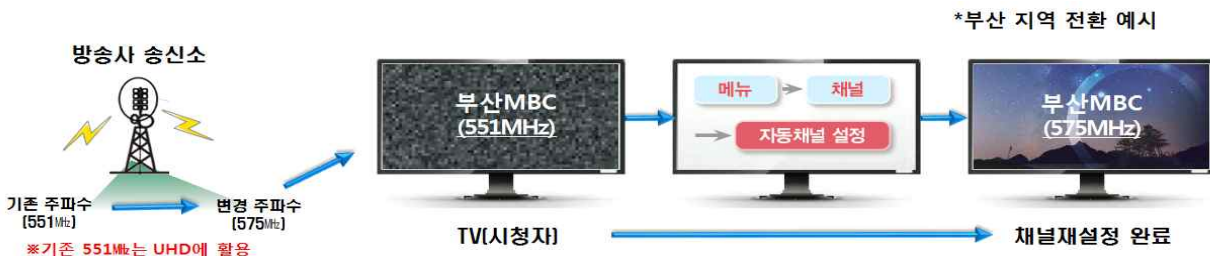 *부산 지역 전환 예시
방송사 송신소
기존 주파수
(551㎒)
변경 주파수
(575㎒)
※기존 551㎒는 UHD에 활용
부산MBC
(551MHz)
메뉴
채널
자동채널 설정
부산MBC
(575MHz)
TV(시청자)
채널재설정 완료